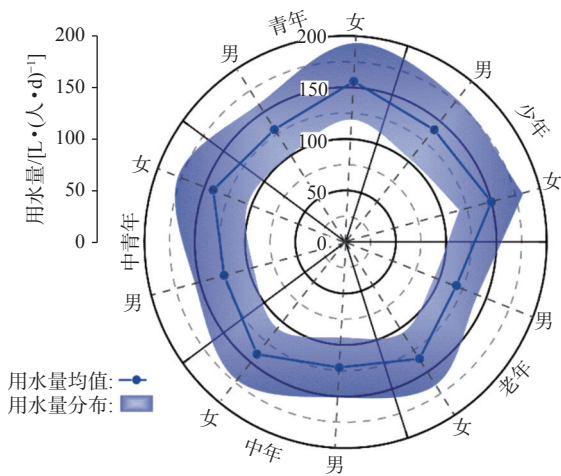 用水量/[L·(人·d)⁻¹]
200
150
100
50
0
200
150
100
50
0
青年
女
男
少年
女
男
老年
女
男
中年
女
男
中青年
女
男
用水量均值:
用水量分布: